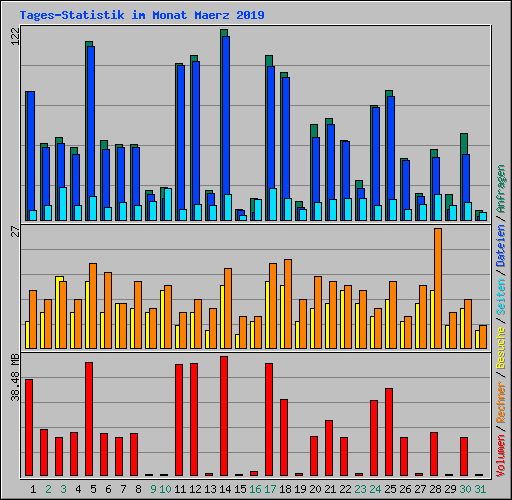 Tages-Statistik im Monat Maerz 2019
122
27
38.48 MB
Volumen / Rechner / Besuche / Seiten / Dateien / Anfragen
1 2 3 4 5 6 7 8 9 10 11 12 13 14 15 16 17 18 19 20 21 22 23 24 25 26 27 28 29 30 31